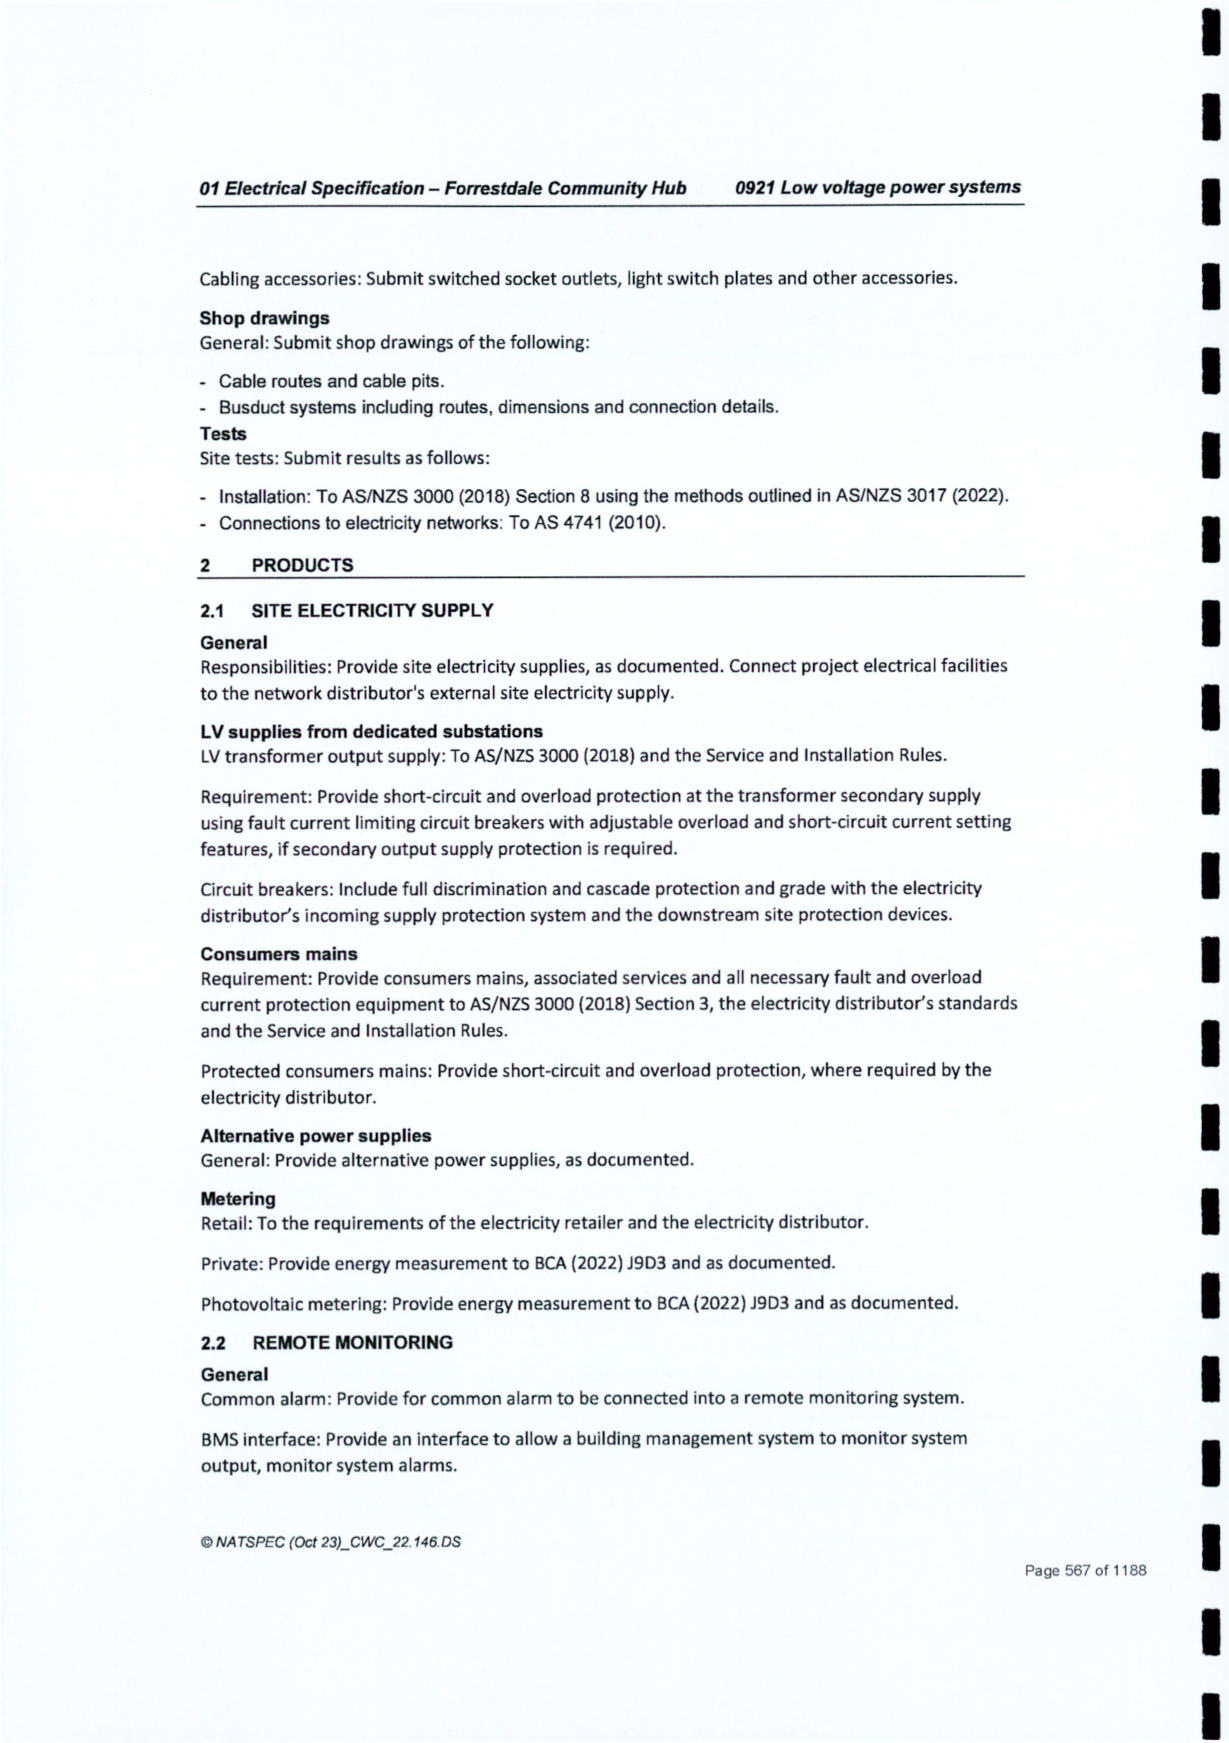 01 Electrical Specification – Forrestdale Community Hub 0921 Low voltage power systems
Cabling accessories: Submit switched socket outlets, light switch plates and other accessories.
Shop drawings
General: Submit shop drawings of the following:
- Cable routes and cable pits.
- Busduct systems including routes, dimensions and connection details.
Tests
Site tests: Submit results as follows:
- Installation: To AS/NZS 3000 (2018) Section 8 using the methods outlined in AS/NZS 3017 (2022).
- Connections to electricity networks: To AS 4741 (2010).
2 PRODUCTS
2.1 SITE ELECTRICITY SUPPLY
General
Responsibilities: Provide site electricity supplies, as documented. Connect project electrical facilities
to the network distributor's external site electricity supply.
LV supplies from dedicated substations
LV transformer output supply: To AS/NZS 3000 (2018) and the Service and Installation Rules.
Requirement: Provide short-circuit and overload protection at the transformer secondary supply
using fault current limiting circuit breakers with adjustable overload and short-circuit current setting
features, if secondary output supply protection is required.
Circuit breakers: Include full discrimination and cascade protection and grade with the electricity
distributor’s incoming supply protection system and the downstream site protection devices.
Consumers mains
Requirement: Provide consumers mains, associated services and all necessary fault and overload
current protection equipment to AS/NZS 3000 (2018) Section 3, the electricity distributor’s standards
and the Service and Installation Rules.
Protected consumers mains: Provide short-circuit and overload protection, where required by the
electricity distributor.
Alternative power supplies
General: Provide alternative power supplies, as documented.
Metering
Retail: To the requirements of the electricity retailer and the electricity distributor.
Private: Provide energy measurement to BCA (2022) J9D3 and as documented.
Photovoltaic metering: Provide energy measurement to BCA (2022) J9D3 and as documented.
2.2 REMOTE MONITORING
General
Common alarm: Provide for common alarm to be connected into a remote monitoring system.
BMS interface: Provide an interface to allow a building management system to monitor system
output, monitor system alarms.
© NATSPEC (Oct 23)_CWC_22.146.DS
Page 567 of 1188